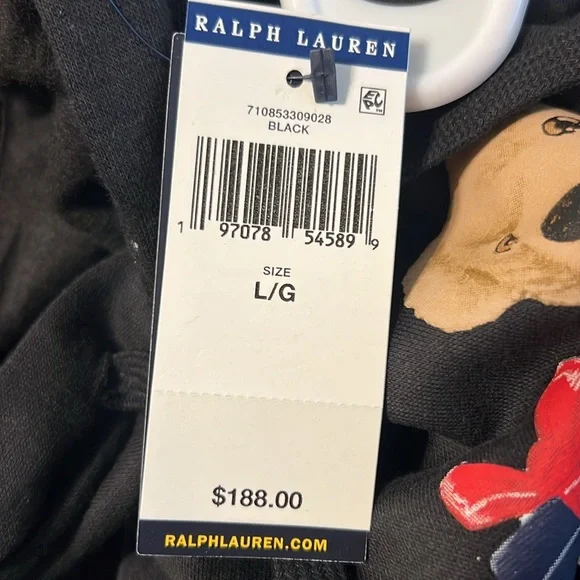 RALPH LAUREN
710853309028
BLACK
1 97078 54589 9
SIZE
L/G
$188.00
RALPHLAUREN.COM